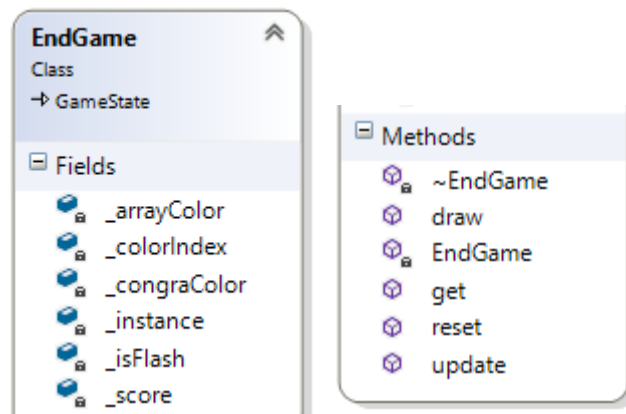 EndGame
Class
GameState
Fields
_arrayColor
_colorIndex
_congraColor
_instance
_isFlash
_score
Methods
~EndGame
draw
EndGame
get
reset
update